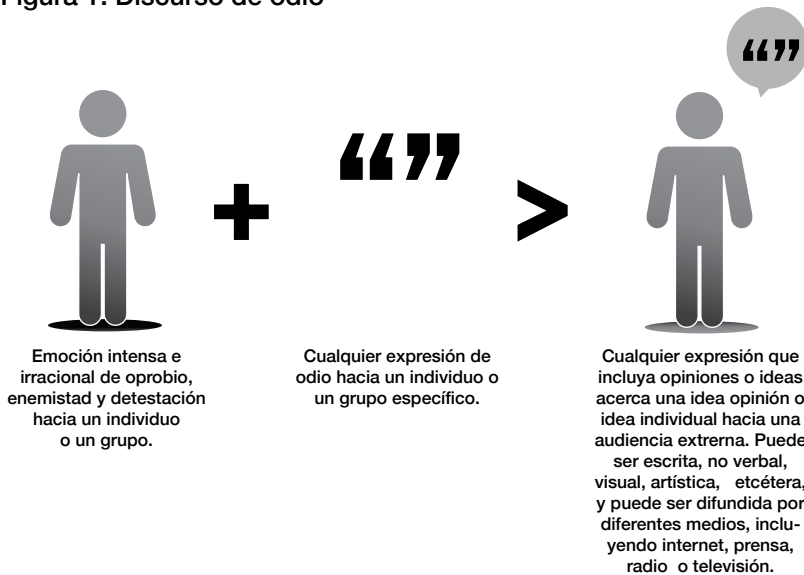 Figura 1. Discurso de odio
“”
“”
+
>
Emoción intensa e
irracional de oprobio,
enemistad y detestación
hacia un individuo
o un grupo.
Cualquier expresión de
odio hacia un individuo o
un grupo específico.
Cualquier expresión que
incluya opiniones o ideas
acerca una idea opinión o
idea individual hacia una
audiencia extrerna. Puede
ser escrita, no verbal,
visual, artística, etcétera,
y puede ser difundida por
diferentes medios, inclu-
yendo internet, prensa,
radio o televisión.